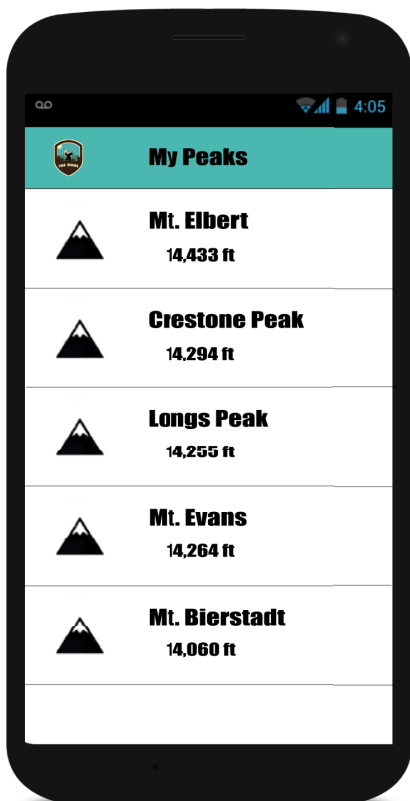 4:05
My Peaks
Mt. Elbert
14,433 ft
Crestone Peak
14,294 ft
Longs Peak
14,255 ft
Mt. Evans
14,264 ft
Mt. Bierstadt
14,060 ft